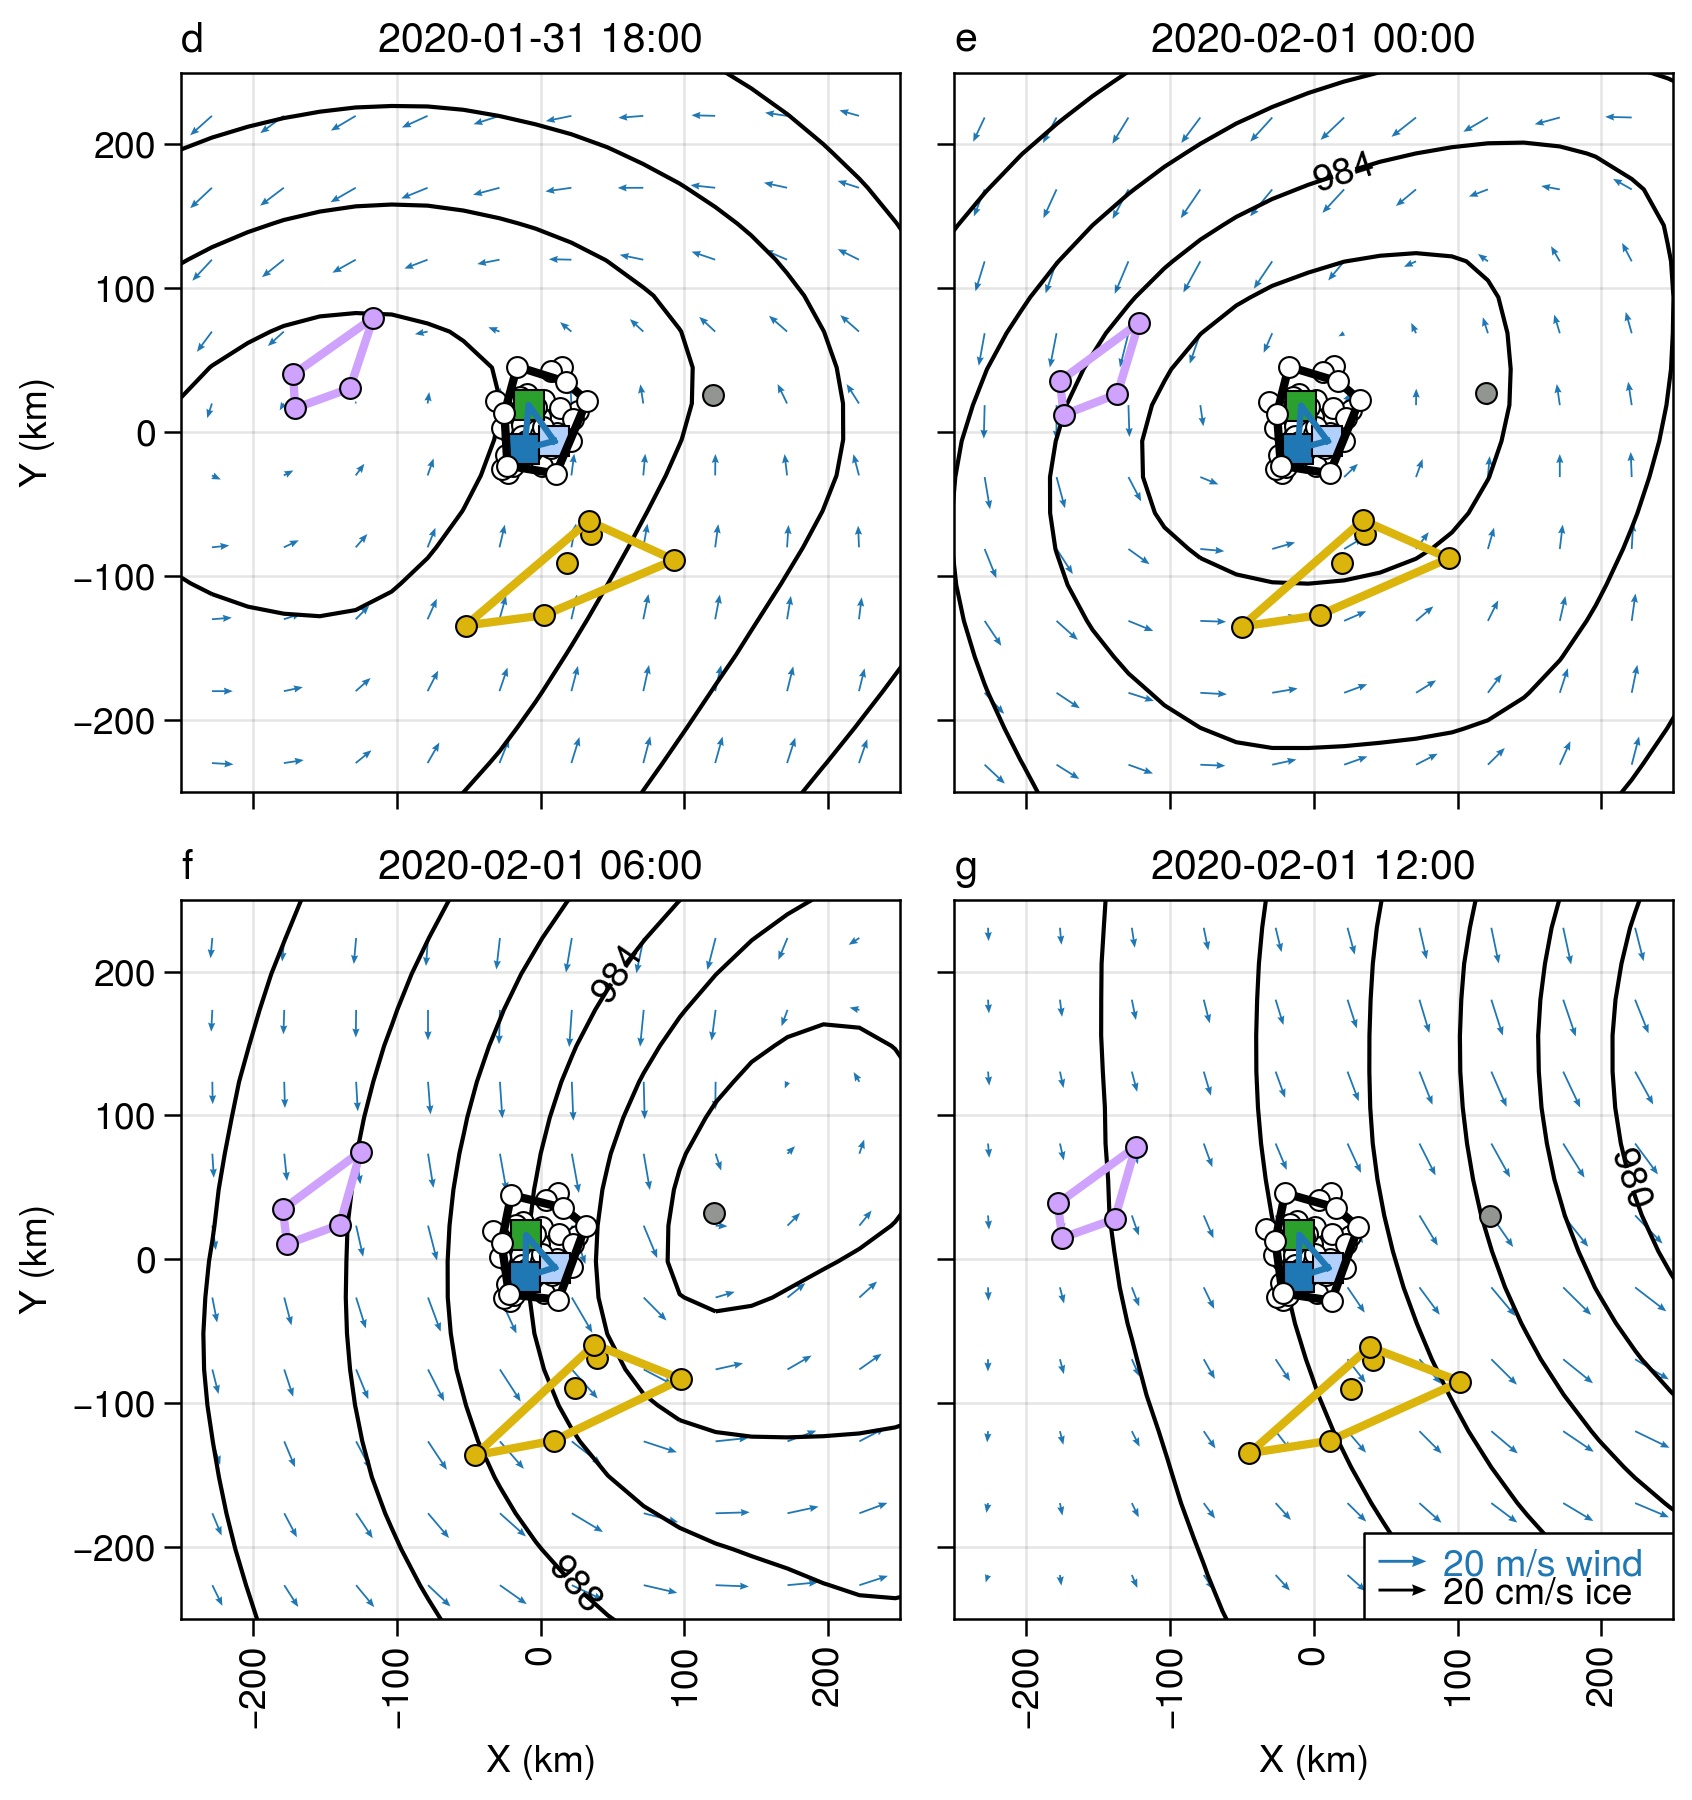 d 2020-01-31 18:00
e 2020-02-01 00:00
984
200
100
0
−100
−200
Y (km)
f 2020-02-01 06:00
g 2020-02-01 12:00
984
988
980
200
100
0
−100
−200
Y (km)
20 m/s wind
20 cm/s ice
−200 −100 0 100 200
−200 −100 0 100 200
X (km)
X (km)